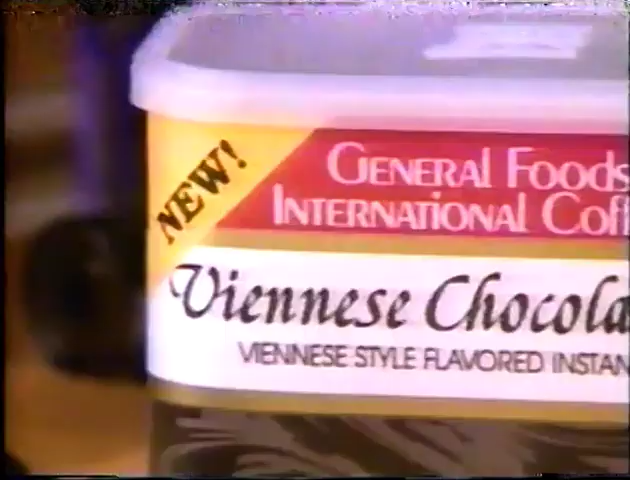 NEW!
GENERAL FOODS
INTERNATIONAL COFF
Viennese Chocola
VIENNESE STYLE FLAVORED INSTAN